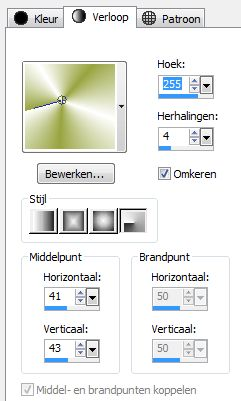 Kleur Verloop Patroon
Hoek:
255
Herhalingen:
4
Bewerken...
Omkeren
Stijl
Middelpunt Brandpunt
Horizontaal: Horizontaal:
41 50
Verticaal: Verticaal:
43 50
Middel- en brandpunten koppelen